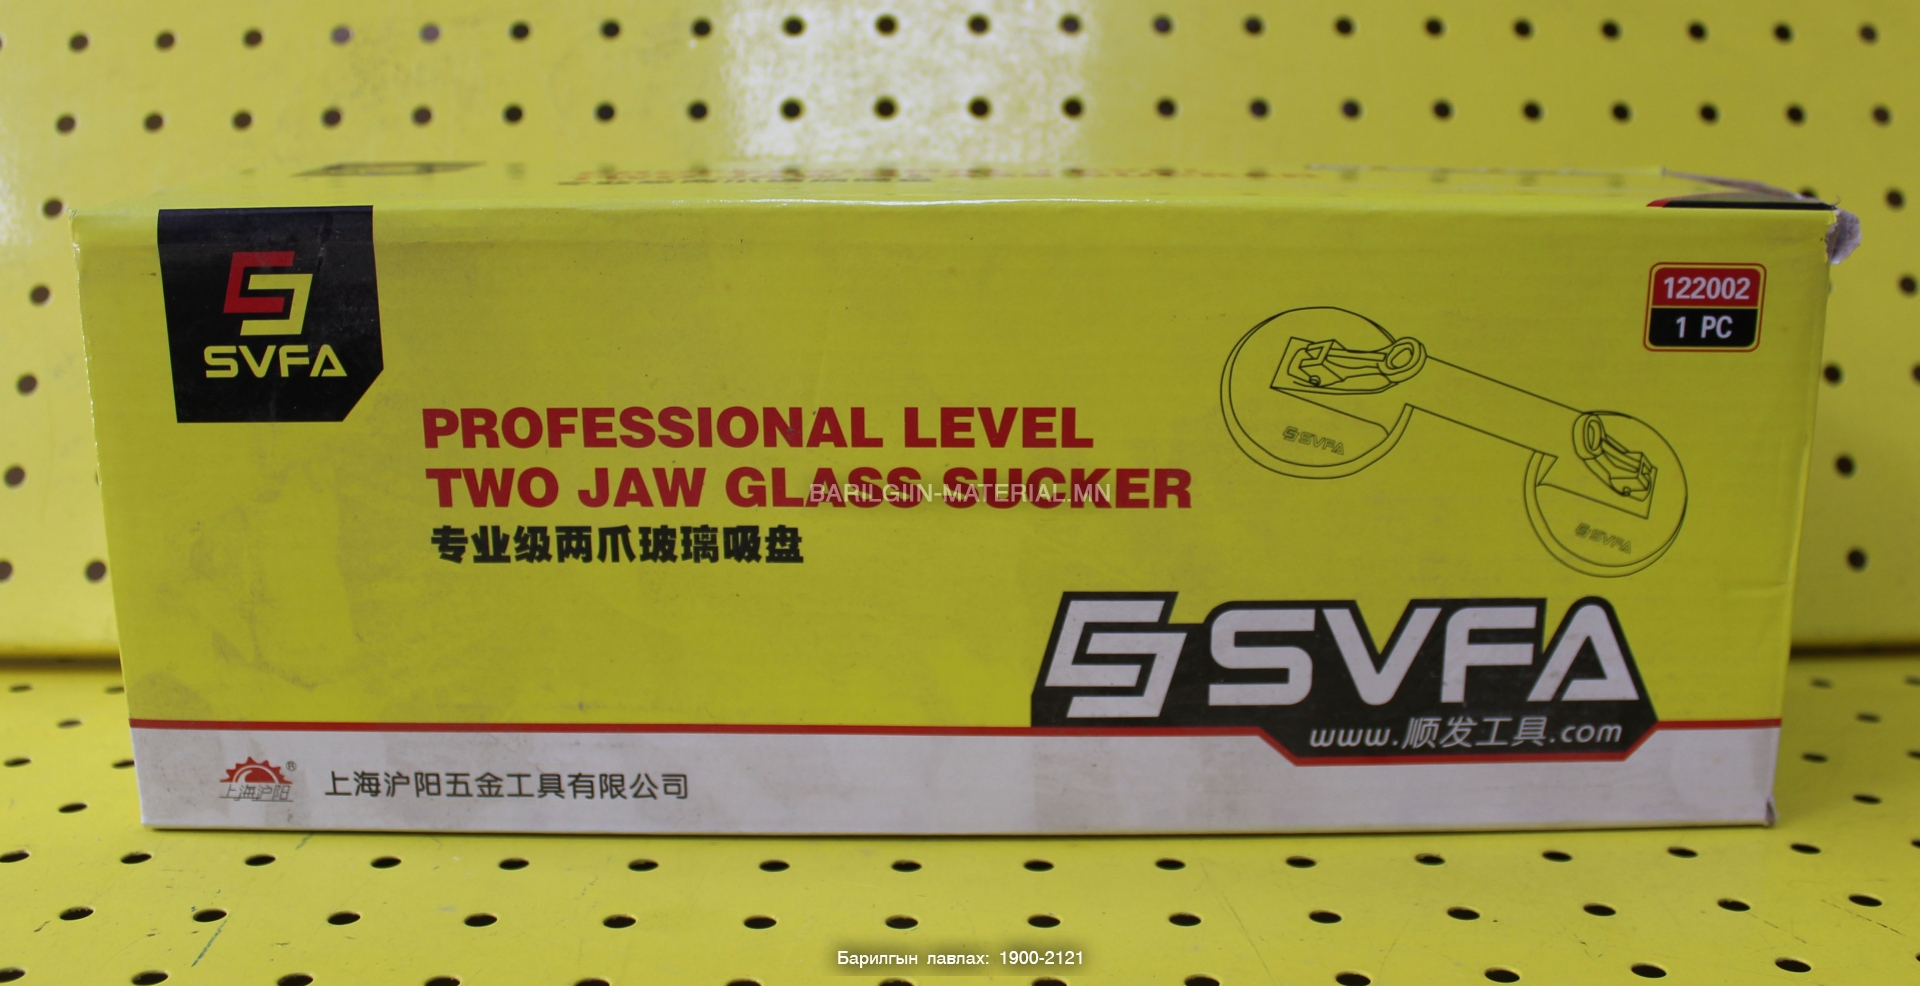 SVFA
122002
1 PC
PROFESSIONAL LEVEL
TWO JAW GLASS SUCKER
BARILGIIN-MATERIAL.MN
专业级两爪玻璃吸盘
SVFA
SVFA
SVFA
www.顺发工具.com
上海沪阳®
上海沪阳五金工具有限公司
Барилгын лавлах: 1900-2121